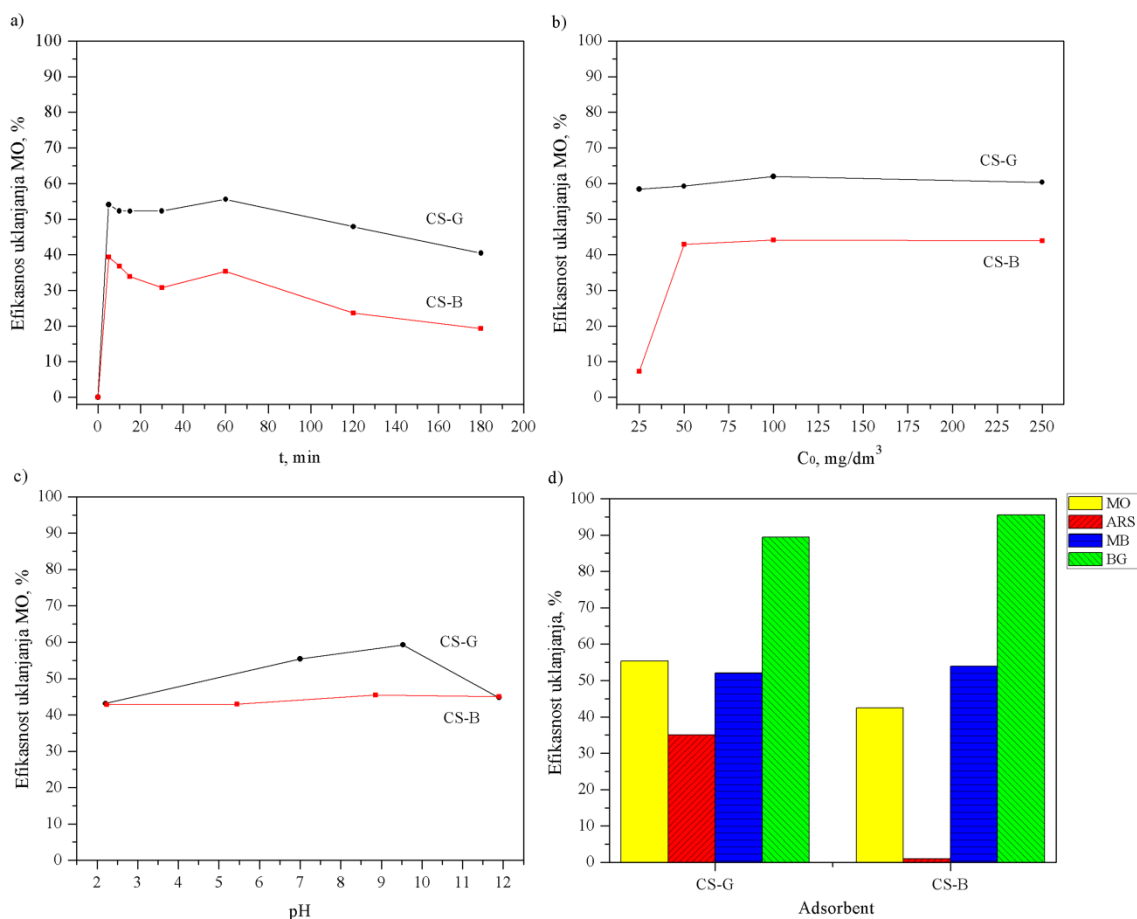 a)
Efikasnos uklanjanja MO, %
100
90
80
70
60
50
40
30
20
10
0
CS-G
CS-B
0 20 40 60 80 100 120 140 160 180 200
t, min
b)
Efikasnost uklanjanja MO, %
100
90
80
70
60
50
40
30
20
10
0
CS-G
CS-B
25 50 75 100 125 150 175 200 225 250
C₀, mg/dm³
c)
Efikasnost uklanjanja MO, %
100
90
80
70
60
50
40
30
20
10
0
CS-G
CS-B
2 3 4 5 6 7 8 9 10 11 12
pH
d)
Efikasnost uklanjanja, %
100
90
80
70
60
50
40
30
20
10
0
MO
ARS
MB
BG
CS-G CS-B
Adsorbent